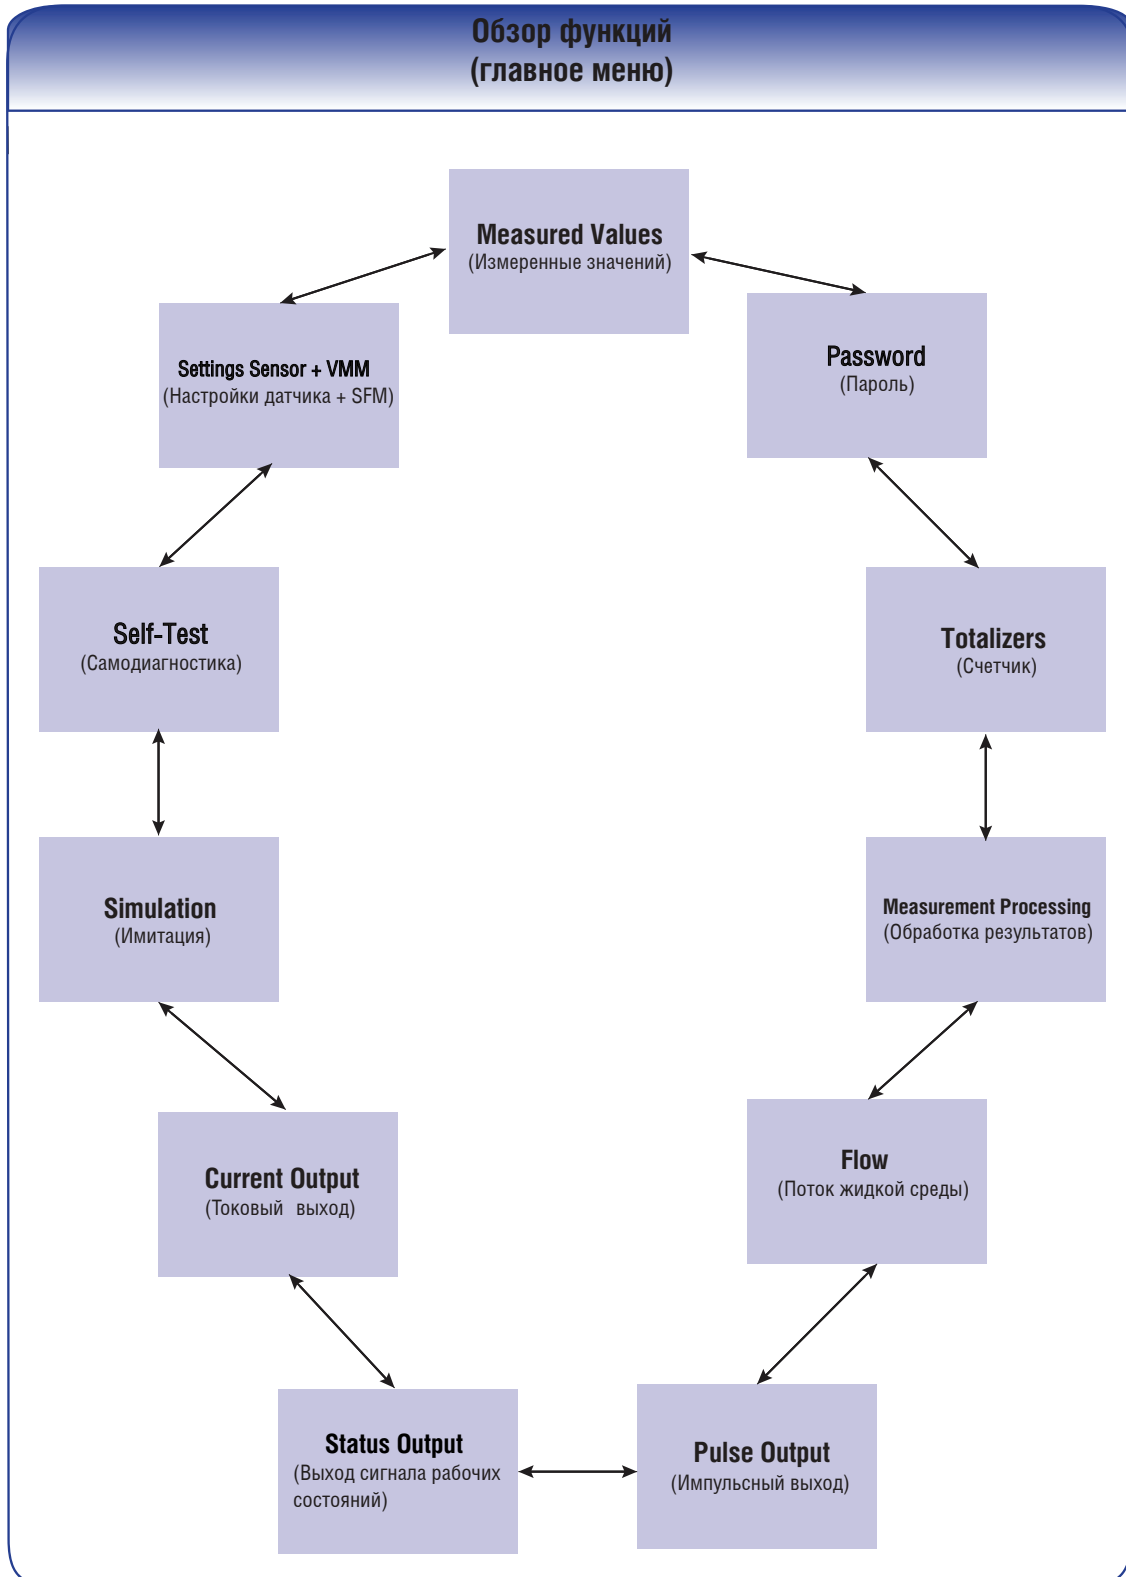 Обзор функций
(главное меню)
Measured Values
(Измеренные значений)
Settings Sensor + VMM
(Настройки датчика + SFM)
Password
(Пароль)
Self-Test
(Самодиагностика)
Totalizers
(Счетчик)
Simulation
(Имитация)
Measurement Processing
(Обработка результатов)
Current Output
(Токовый выход)
Flow
(Поток жидкой среды)
Status Output
(Выход сигнала рабочих
состояний)
Pulse Output
(Импульсный выход)